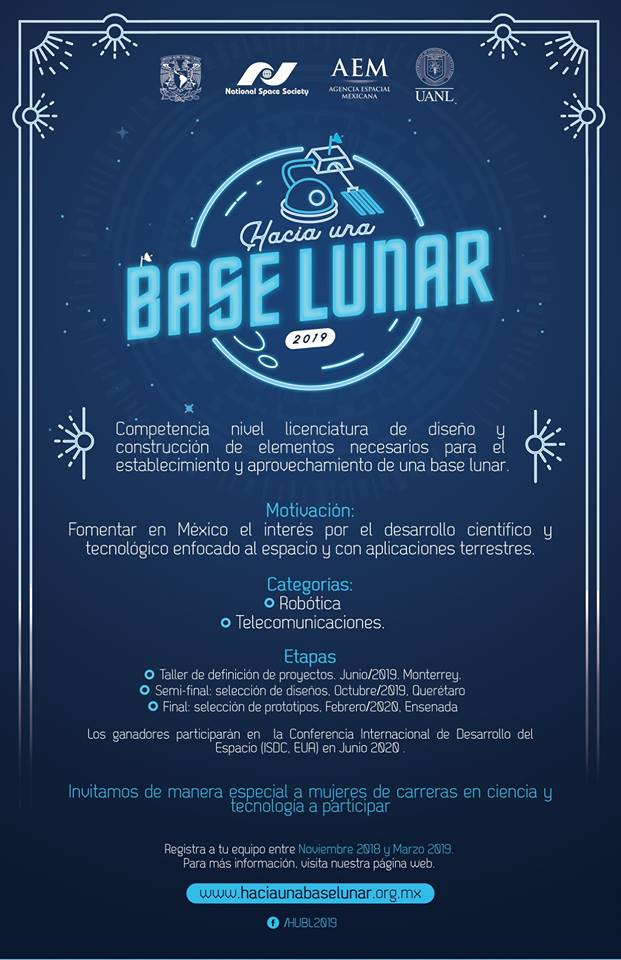 National Space Society
AEM
AGENCIA ESPACIAL
MEXICANA
UANL
Hacia una
BASE LUNAR
2019
Competencia nivel licenciatura de diseño y
construcción de elementos necesarios para el
establecimiento y aprovechamiento de una base lunar.
Motivación:
Fomentar en México el interés por el desarrollo científico y
tecnológico enfocado al espacio y con aplicaciones terrestres.
Categorías:
Robótica
Telecomunicaciones.
Etapas
Taller de definición de proyectos. Junio/2019. Monterrey.
Semi-final: selección de diseños, Octubre/2019, Querétaro
Final: selección de prototipos, Febrero/2020, Ensenada
Los ganadores participarán en la Conferencia Internacional de Desarrollo del
Espacio (ISDC, EUA) en Junio 2020 .
Invitamos de manera especial a mujeres de carreras en ciencia y
tecnología a participar
Registra a tu equipo entre Noviembre 2018 y Marzo 2019.
Para más información, visita nuestra página web.
www.haciaunabaselunar.org.mx
/HUBL2019